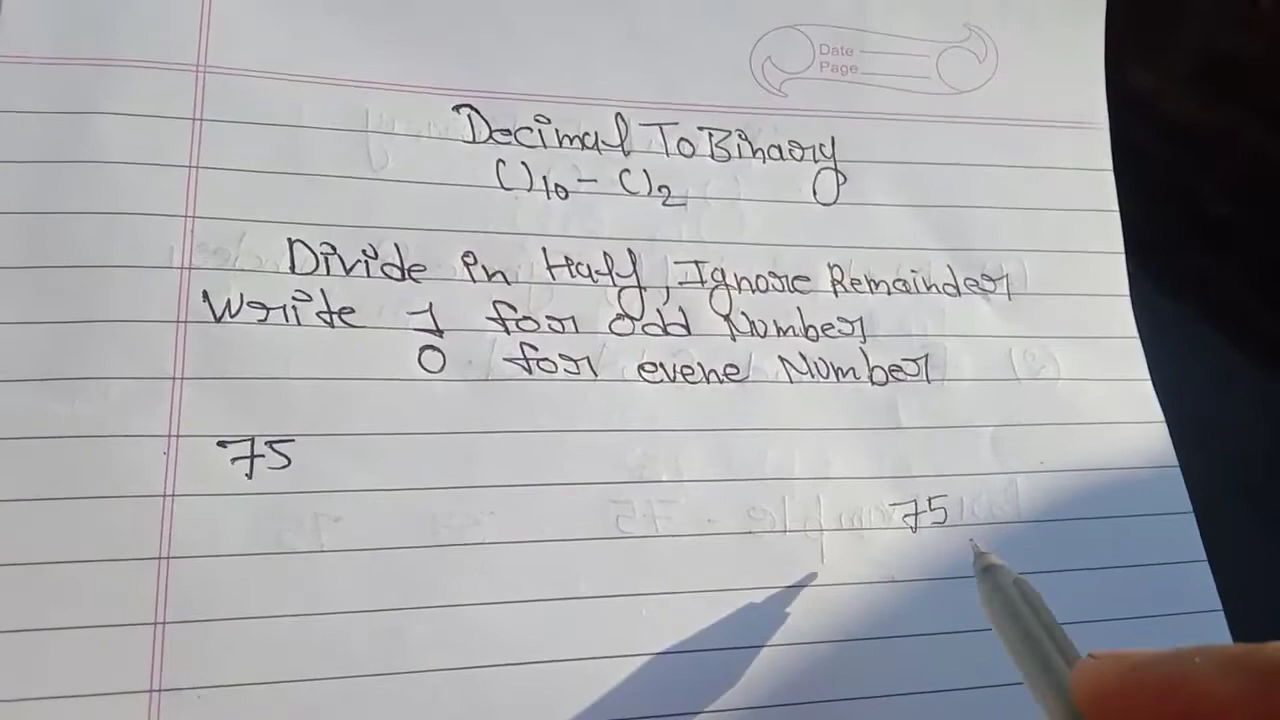 Date
Page
Decimal To Binary
()10 - ()2
Divide in Half, Ignore Remainder
Write 1 for odd Number,
0 for evene Number
75
75